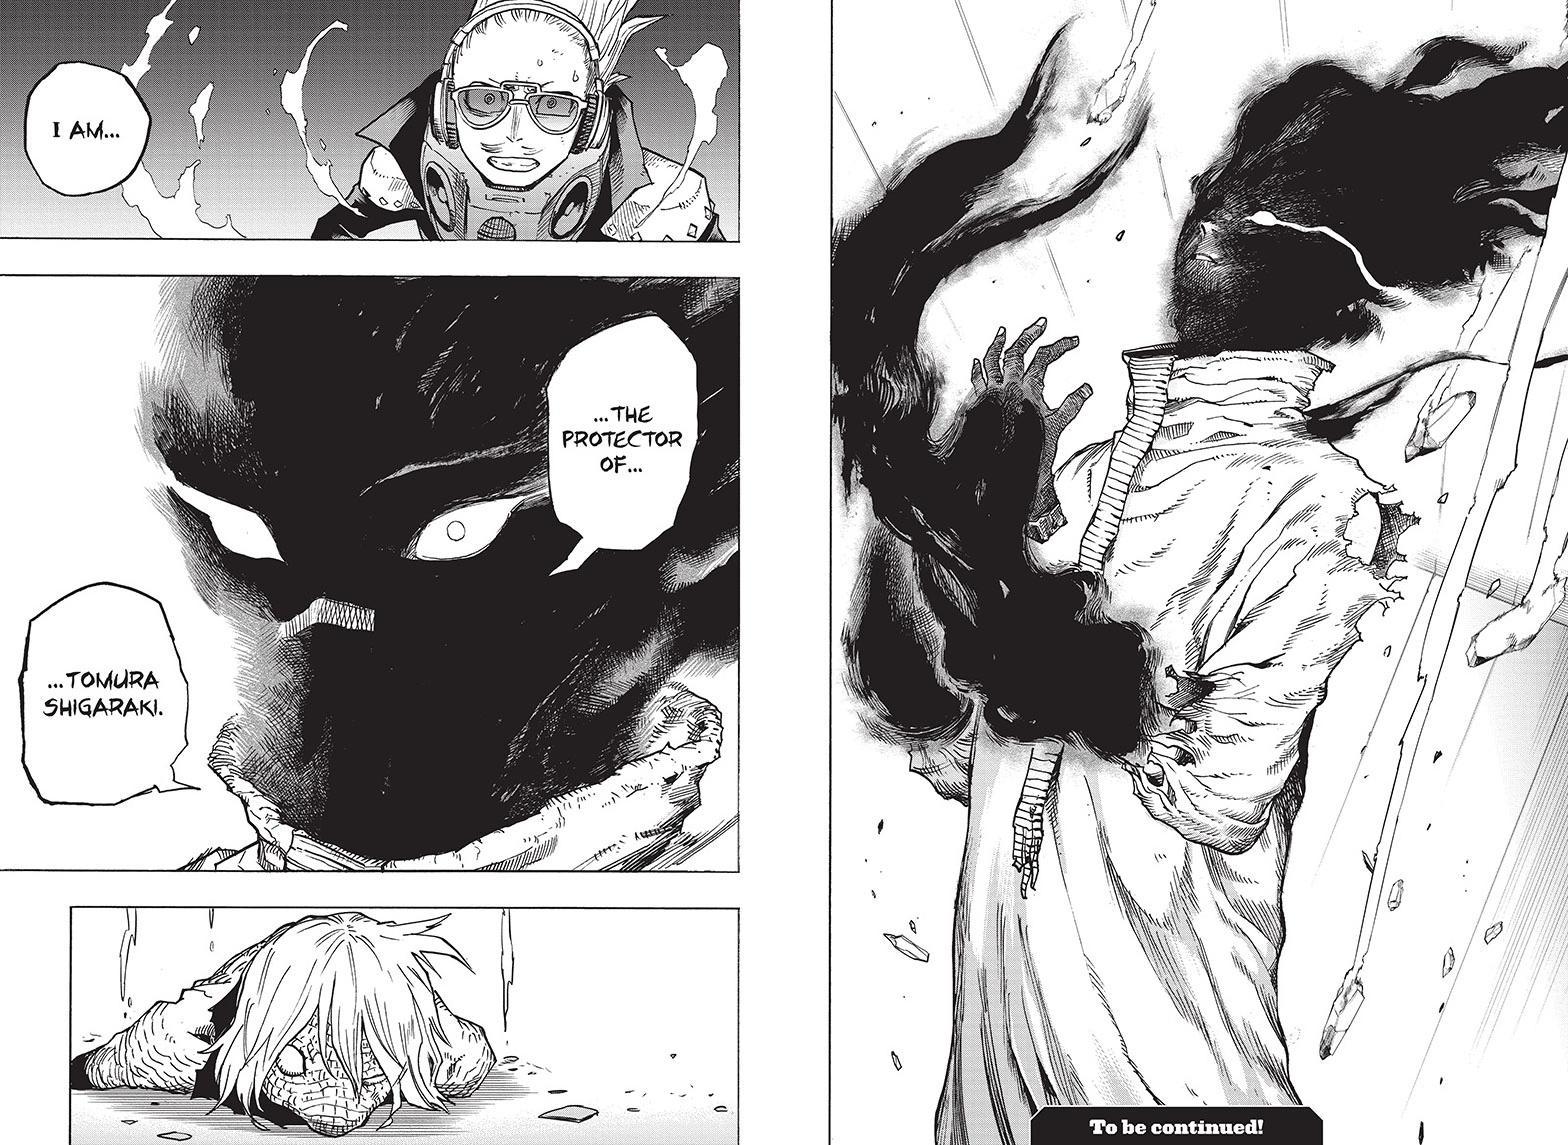 I AM...
...THE
PROTECTOR
OF...
...TOMURA
SHIGARAKI.
To be continued!